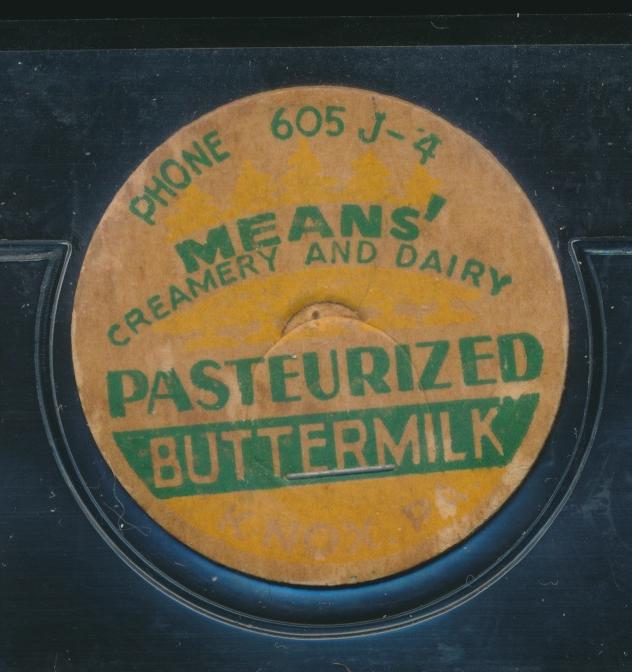 PHONE 605 J-4
MEANS'
CREAMERY AND DAIRY
PASTEURIZED
BUTTERMILK
KNOX, PA.